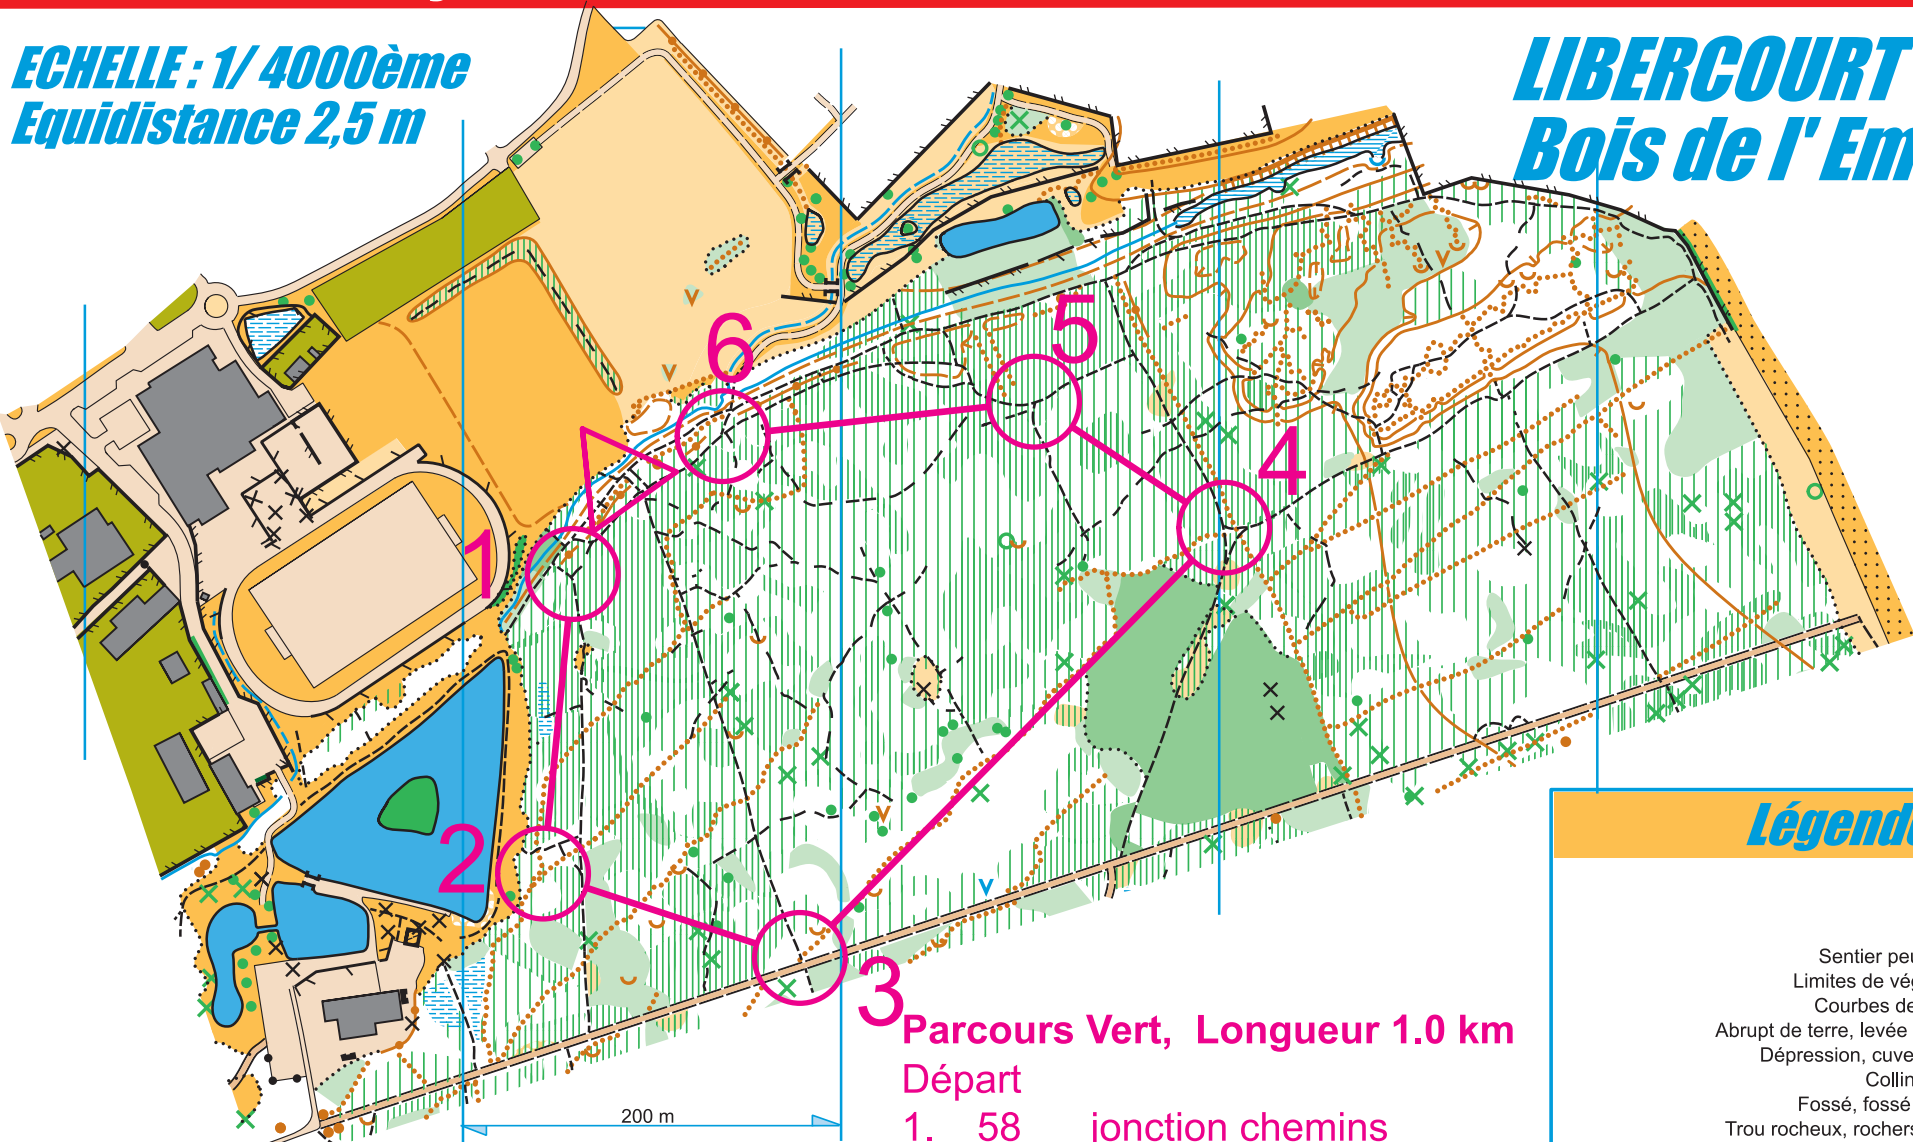 ECHELLE : 1/ 4000ème
Equidistance 2,5 m
LIBERCOURT
Bois de l' Em
5
6
4
1
2
3
Parcours Vert, Longueur 1.0 km
Départ
1. 58 jonction chemins
200 m
Légende
Sentier peu
Limites de vég
Courbes de
Abrupt de terre, levée
Dépression, cuve
Collin
Fossé, fossé
Trou rocheux, rochers